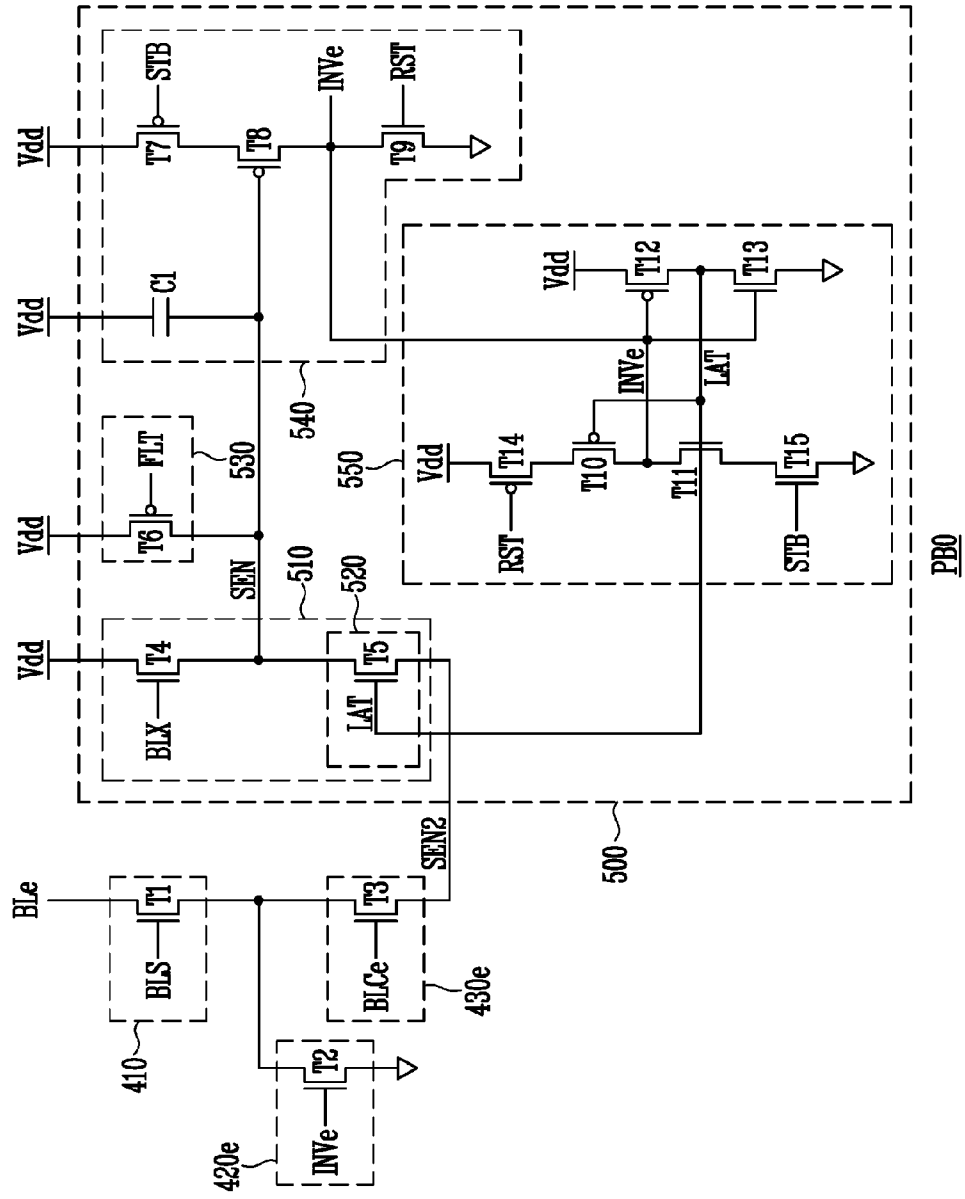 Vdd
Vdd
Vdd
Vdd
BLe
T1
BLS
410
T2
INVe
420e
T3
BLCe
430e
SEN2
T4
BLX
SEN
510
520
T5
LAT
T6
FLT
530
C1
540
T7
STB
T8
INVe
T9
RST
550
Vdd
T14
RST
T10
INVe
T11
LAT
T15
STB
Vdd
T12
T13
500
PB0